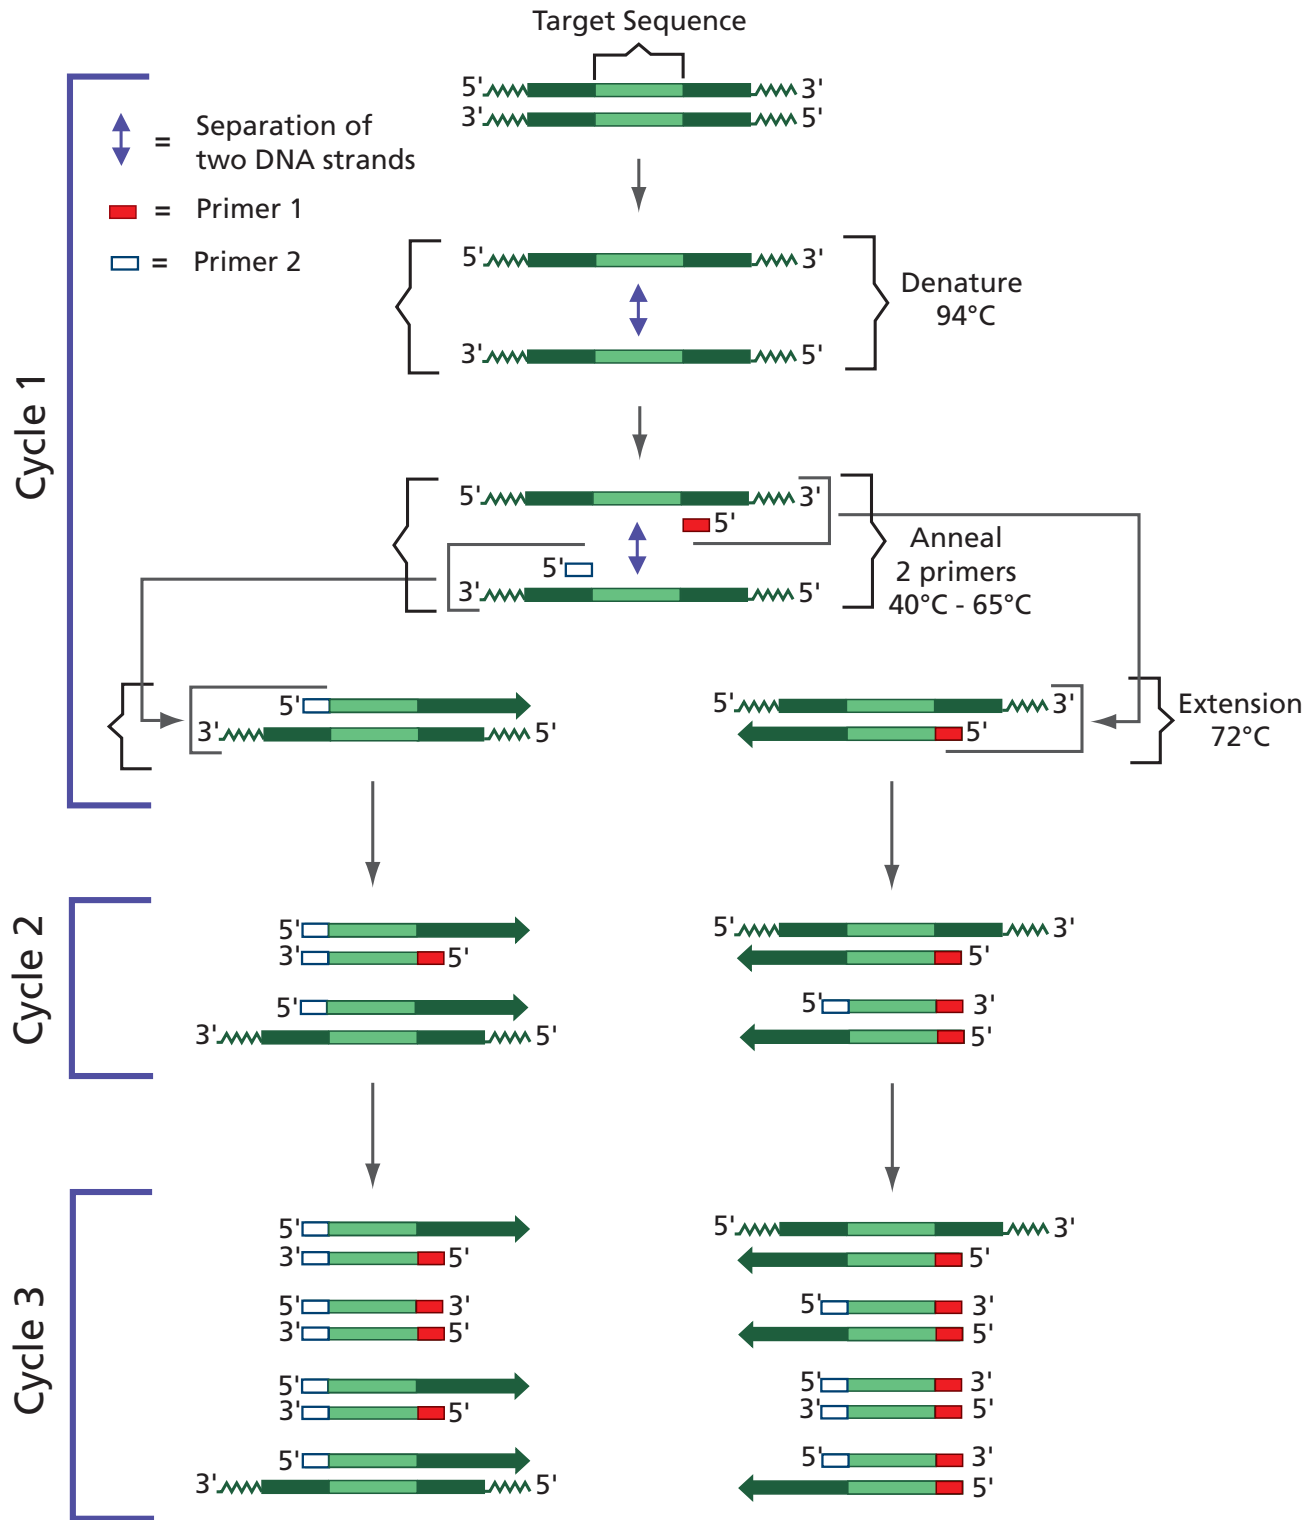 Target Sequence
5' 3'
3' 5'
= Separation of
two DNA strands
= Primer 1
= Primer 2
Cycle 1
5' 3'
3' 5'
Denature
94°C
5' 3'
5'
5'
3' 5'
Anneal
2 primers
40°C - 65°C
5'
3' 5'
5' 3'
5'
Extension
72°C
Cycle 2
5'
3' 5'
5'
3' 5'
5' 3'
5'
5' 3'
5'
Cycle 3
5'
3' 5'
5' 3'
3' 5'
5'
3' 5'
5'
3' 5'
5' 3'
5'
5' 3'
5'
5' 3'
3' 5'
5' 3'
5'